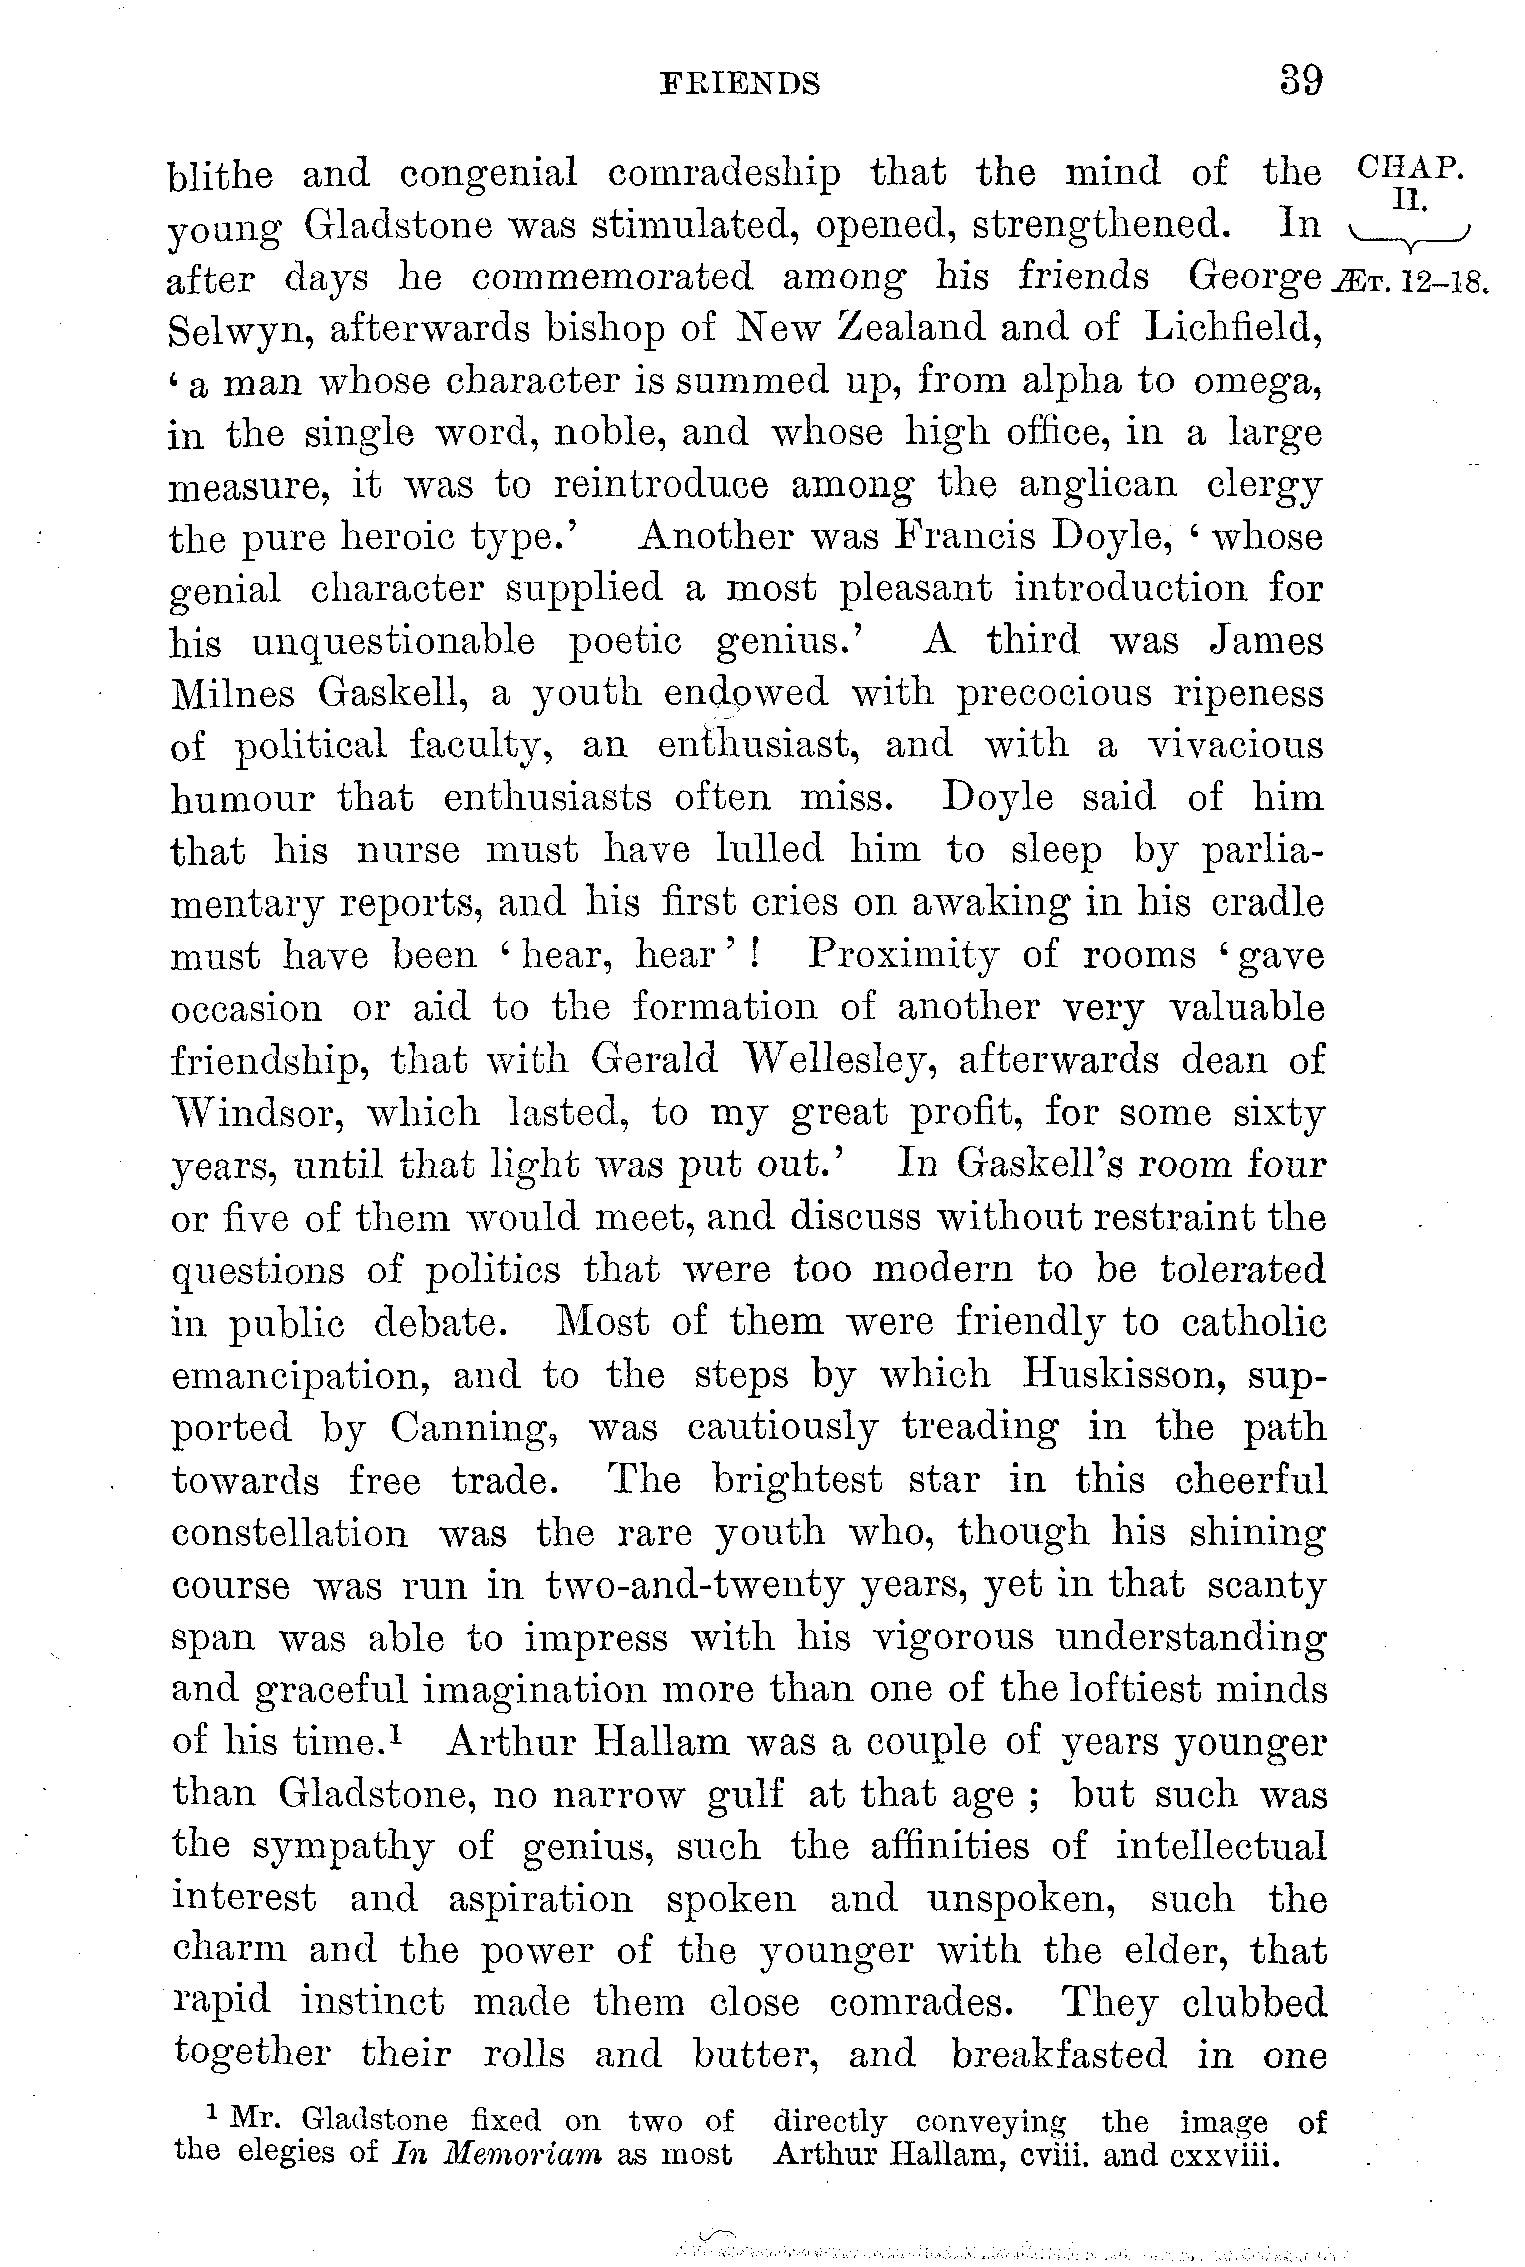 FRIENDS 39
blithe and congenial comradeship that the mind of the
young Gladstone was stimulated, opened, strengthened. In
after days he commemorated among his friends George
Selwyn, afterwards bishop of New Zealand and of Lichfield,
‘a man whose character is summed up, from alpha to omega,
in the single word, noble, and whose high office, in a large
measure, it was to reintroduce among the anglican clergy
the pure heroic type.’ Another was Francis Doyle, ‘whose
genial character supplied a most pleasant introduction for
his unquestionable poetic genius.’ A third was James
Milnes Gaskell, a youth endowed with precocious ripeness
of political faculty, an enthusiast, and with a vivacious
humour that enthusiasts often miss. Doyle said of him
that his nurse must have lulled him to sleep by parlia-
mentary reports, and his first cries on awaking in his cradle
must have been ‘hear, hear’! Proximity of rooms ‘gave
occasion or aid to the formation of another very valuable
friendship, that with Gerald Wellesley, afterwards dean of
Windsor, which lasted, to my great profit, for some sixty
years, until that light was put out.’ In Gaskell's room four
or five of them would meet, and discuss without restraint the
questions of politics that were too modern to be tolerated
in public debate. Most of them were friendly to catholic
emancipation, and to the steps by which Huskisson, sup-
ported by Canning, was cautiously treading in the path
towards free trade. The brightest star in this cheerful
constellation was the rare youth who, though his shining
course was run in two-and-twenty years, yet in that scanty
span was able to impress with his vigorous understanding
and graceful imagination more than one of the loftiest minds
of his time.¹ Arthur Hallam was a couple of years younger
than Gladstone, no narrow gulf at that age; but such was
the sympathy of genius, such the affinities of intellectual
interest and aspiration spoken and unspoken, such the
charm and the power of the younger with the elder, that
rapid instinct made them close comrades. They clubbed
together their rolls and butter, and breakfasted in one
CHAP.
II.
ÆT. 12–18.
¹ Mr. Gladstone fixed on two of
the elegies of In Memoriam as most
directly conveying the image of
Arthur Hallam, cviii. and cxxviii.